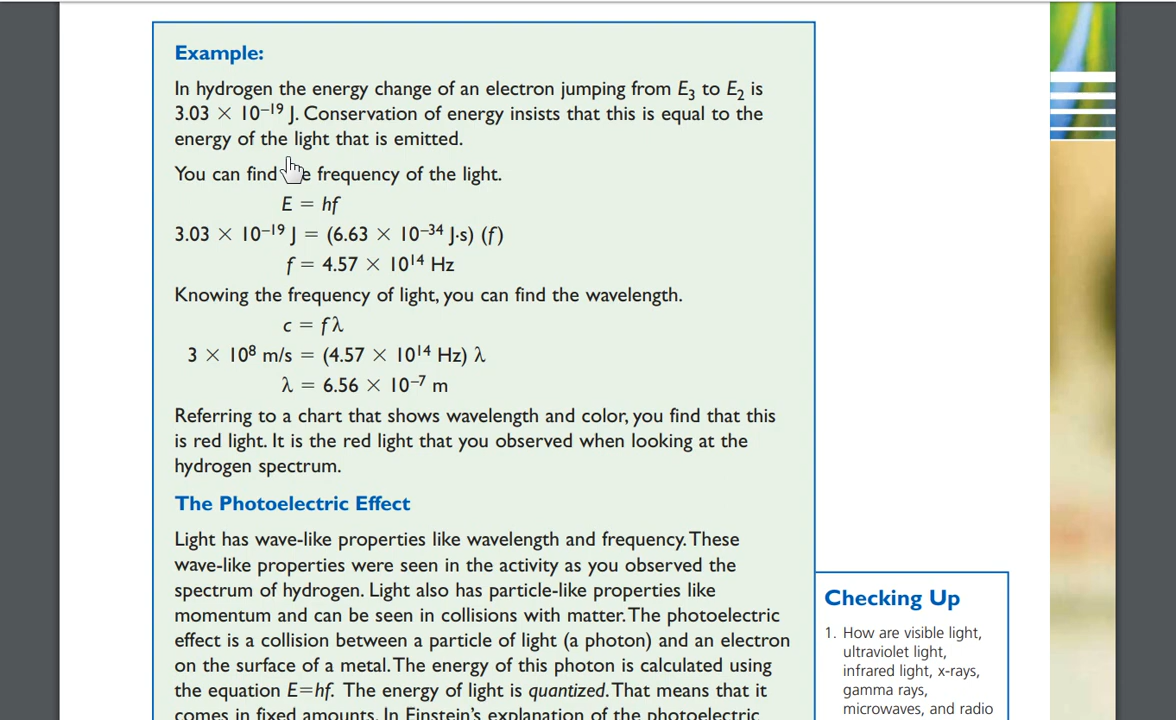 Example:
In hydrogen the energy change of an electron jumping from E₃ to E₂ is
3.03 × 10⁻¹⁹ J. Conservation of energy insists that this is equal to the
energy of the light that is emitted.
You can find frequency of the light.
E = hf
3.03 × 10⁻¹⁹ J = (6.63 × 10⁻³⁴ J·s) (f)
f = 4.57 × 10¹⁴ Hz
Knowing the frequency of light, you can find the wavelength.
c = fλ
3 × 10⁸ m/s = (4.57 × 10¹⁴ Hz) λ
λ = 6.56 × 10⁻⁷ m
Referring to a chart that shows wavelength and color, you find that this
is red light. It is the red light that you observed when looking at the
hydrogen spectrum.
The Photoelectric Effect
Light has wave-like properties like wavelength and frequency. These
wave-like properties were seen in the activity as you observed the
spectrum of hydrogen. Light also has particle-like properties like
momentum and can be seen in collisions with matter. The photoelectric
effect is a collision between a particle of light (a photon) and an electron
on the surface of a metal. The energy of this photon is calculated using
the equation E=hf. The energy of light is quantized. That means that it
comes in fixed amounts. In Einstein's explanation of the photoelectric
Checking Up
1. How are visible light,
ultraviolet light,
infrared light, x-rays,
gamma rays,
microwaves, and radio